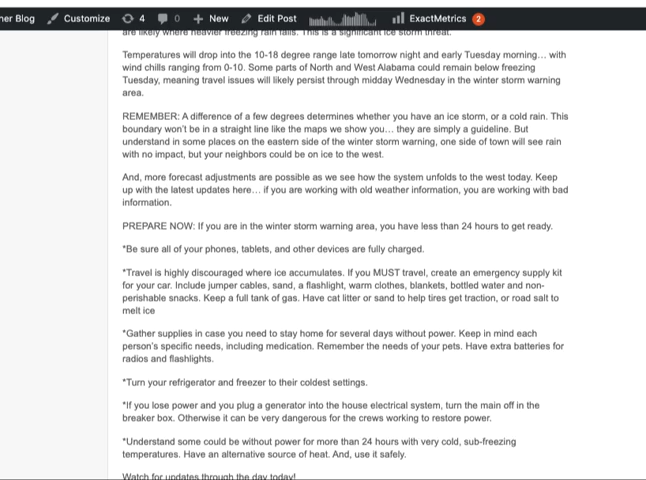 ner Blog Customize 4 0 New Edit Post ExactMetrics 2
are likely where heavier freezing rain falls. This is a significant ice storm threat.
Temperatures will drop into the 10-18 degree range late tomorrow night and early Tuesday morning… with
wind chills ranging from 0-10. Some parts of North and West Alabama could remain below freezing
Tuesday, meaning travel issues will likely persist through midday Wednesday in the winter storm warning
area.
REMEMBER: A difference of a few degrees determines whether you have an ice storm, or a cold rain. This
boundary won't be in a straight line like the maps we show you… they are simply a guideline. But
understand in some places on the eastern side of the winter storm warning, one side of town will see rain
with no impact, but your neighbors could be on ice to the west.
And, more forecast adjustments are possible as we see how the system unfolds to the west today. Keep
up with the latest updates here… if you are working with old weather information, you are working with bad
information.
PREPARE NOW: If you are in the winter storm warning area, you have less than 24 hours to get ready.
*Be sure all of your phones, tablets, and other devices are fully charged.
*Travel is highly discouraged where ice accumulates. If you MUST travel, create an emergency supply kit
for your car. Include jumper cables, sand, a flashlight, warm clothes, blankets, bottled water and non-
perishable snacks. Keep a full tank of gas. Have cat litter or sand to help tires get traction, or road salt to
melt ice
*Gather supplies in case you need to stay home for several days without power. Keep in mind each
person's specific needs, including medication. Remember the needs of your pets. Have extra batteries for
radios and flashlights.
*Turn your refrigerator and freezer to their coldest settings.
*If you lose power and you plug a generator into the house electrical system, turn the main off in the
breaker box. Otherwise it can be very dangerous for the crews working to restore power.
*Understand some could be without power for more than 24 hours with very cold, sub-freezing
temperatures. Have an alternative source of heat. And, use it safely.
Watch for updates through the day today!